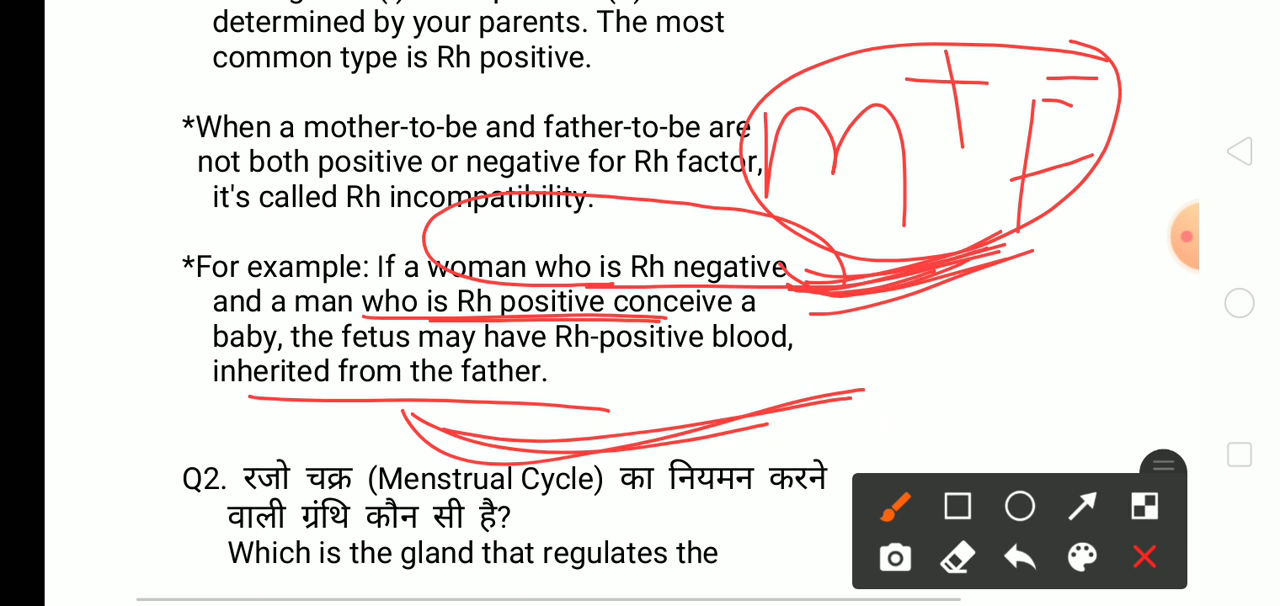 determined by your parents. The most
common type is Rh positive.
*When a mother-to-be and father-to-be are
not both positive or negative for Rh factor,
it's called Rh incompatibility.
M + F -
*For example: If a woman who is Rh negative
and a man who is Rh positive conceive a
baby, the fetus may have Rh-positive blood,
inherited from the father.
Q2. रजो चक्र (Menstrual Cycle) का नियमन करने
वाली ग्रंथि कौन सी है?
Which is the gland that regulates the